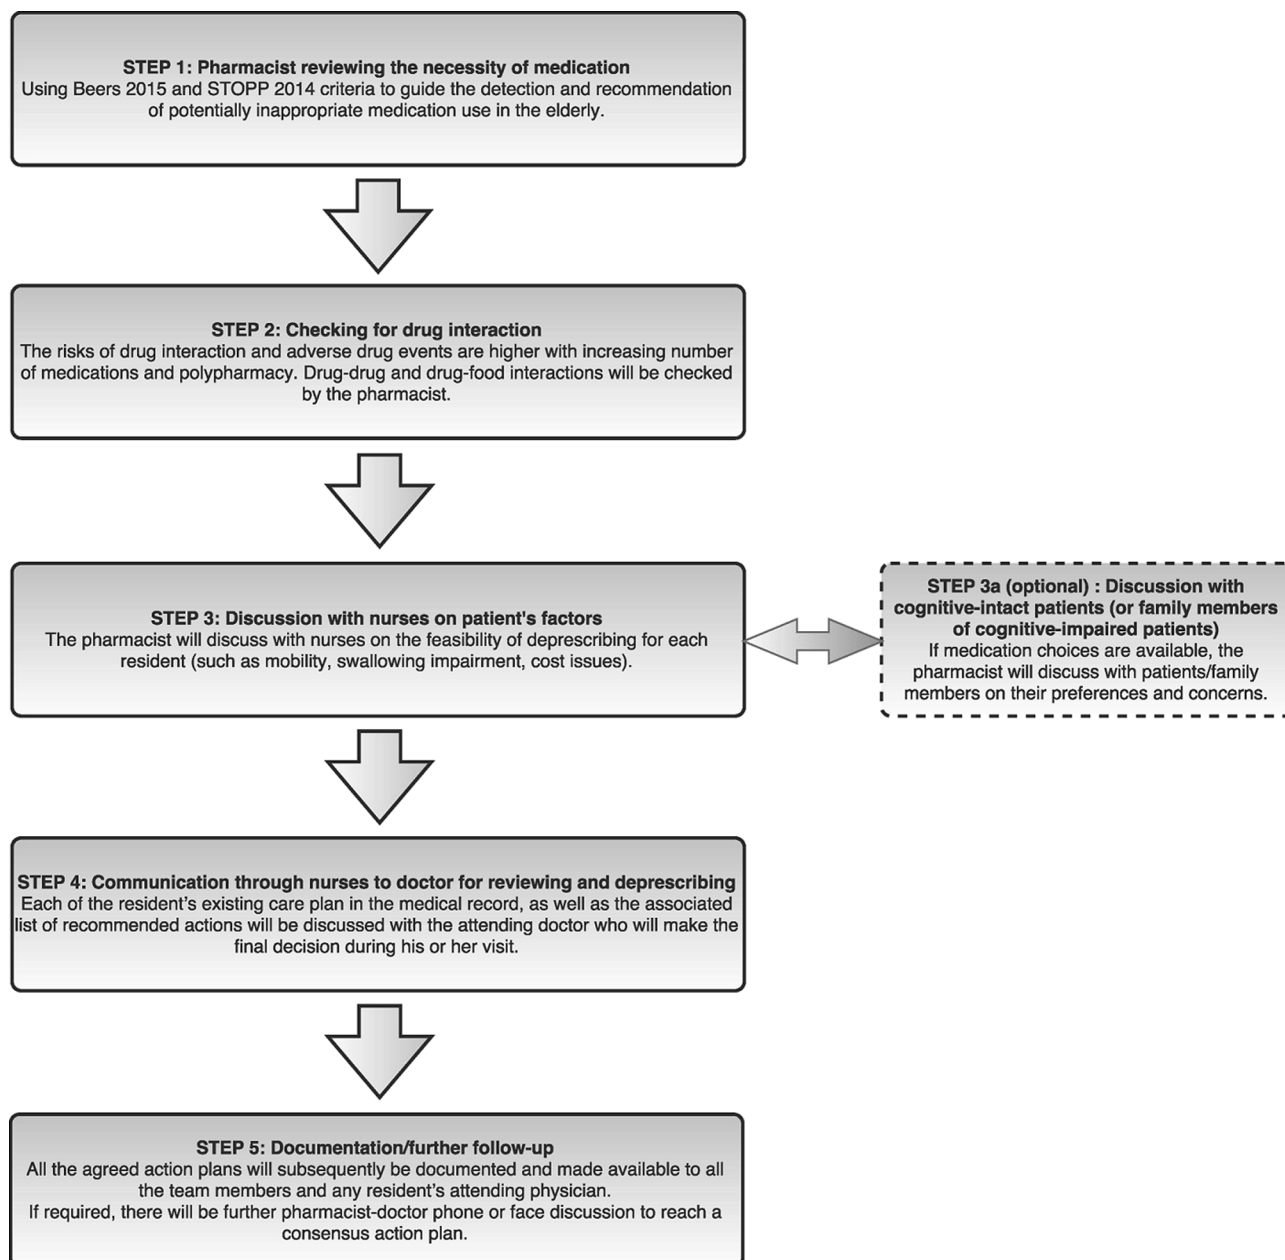 STEP 1: Pharmacist reviewing the necessity of medication
Using Beers 2015 and STOPP 2014 criteria to guide the detection and recommendation
of potentially inappropriate medication use in the elderly.
STEP 2: Checking for drug interaction
The risks of drug interaction and adverse drug events are higher with increasing number
of medications and polypharmacy. Drug-drug and drug-food interactions will be checked
by the pharmacist.
STEP 3: Discussion with nurses on patient's factors
The pharmacist will discuss with nurses on the feasibility of deprescribing for each
resident (such as mobility, swallowing impairment, cost issues).
STEP 3a (optional) : Discussion with
cognitive-intact patients (or family members
of cognitive-impaired patients)
If medication choices are available, the
pharmacist will discuss with patients/family
members on their preferences and concerns.
STEP 4: Communication through nurses to doctor for reviewing and deprescribing
Each of the resident’s existing care plan in the medical record, as well as the associated
list of recommended actions will be discussed with the attending doctor who will make the
final decision during his or her visit.
STEP 5: Documentation/further follow-up
All the agreed action plans will subsequently be documented and made available to all
the team members and any resident’s attending physician.
If required, there will be further pharmacist-doctor phone or face discussion to reach a
consensus action plan.